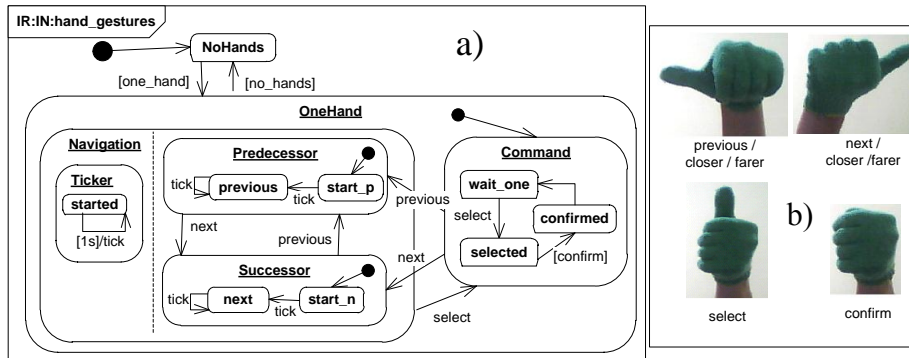 IR:IN:hand_gestures
a)
NoHands
[one_hand]
[no_hands]
OneHand
Navigation
Ticker
started
[1s]/tick
Predecessor
tick
previous
tick
start_p
next
previous
Successor
tick
next
tick
start_n
previous
next
select
Command
wait_one
select
confirmed
selected
[confirm]
previous /
closer / farer
next /
closer /farer
b)
select
confirm